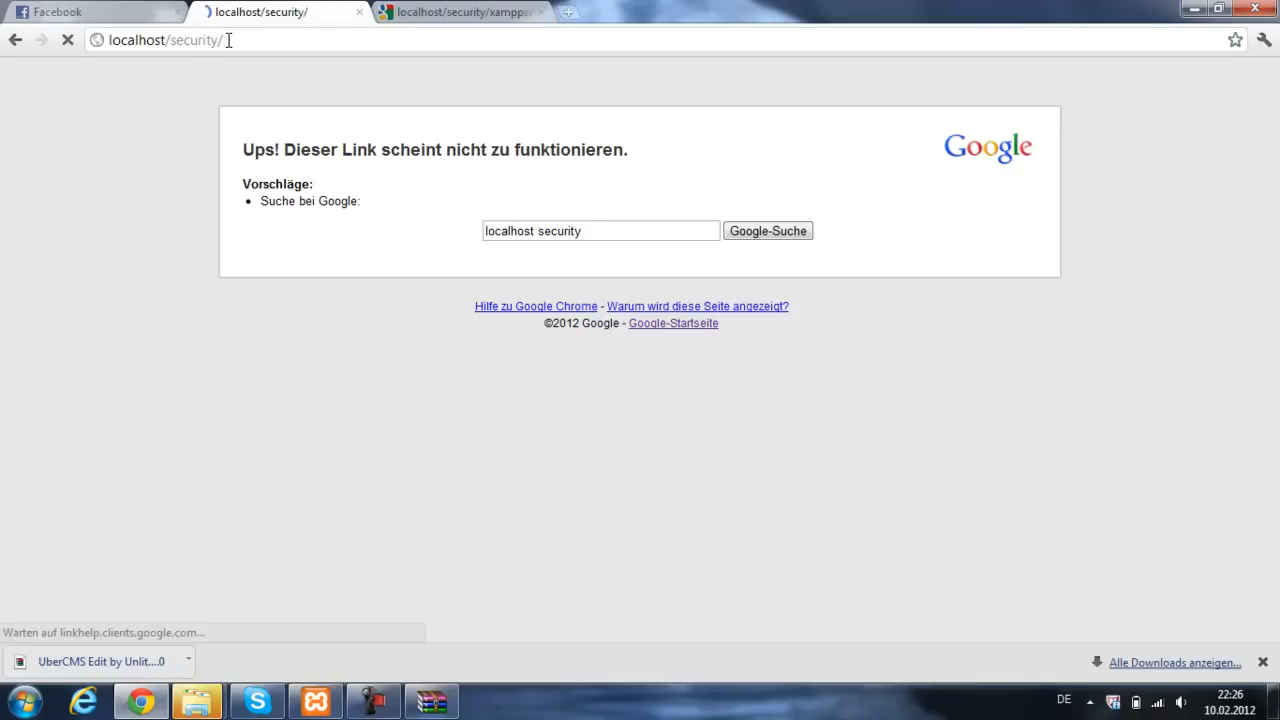 Facebook
localhost/security/
localhost/security/xamppse
localhost/security/
Ups! Dieser Link scheint nicht zu funktionieren.
Google
Vorschläge:
Suche bei Google:
localhost security
Google-Suche
Hilfe zu Google Chrome - Warum wird diese Seite angezeigt?
©2012 Google - Google-Startseite
Warten auf linkhelp.clients.google.com...
UberCMS Edit by Unlit....0
Alle Downloads anzeigen...
DE
22:26
10.02.2012